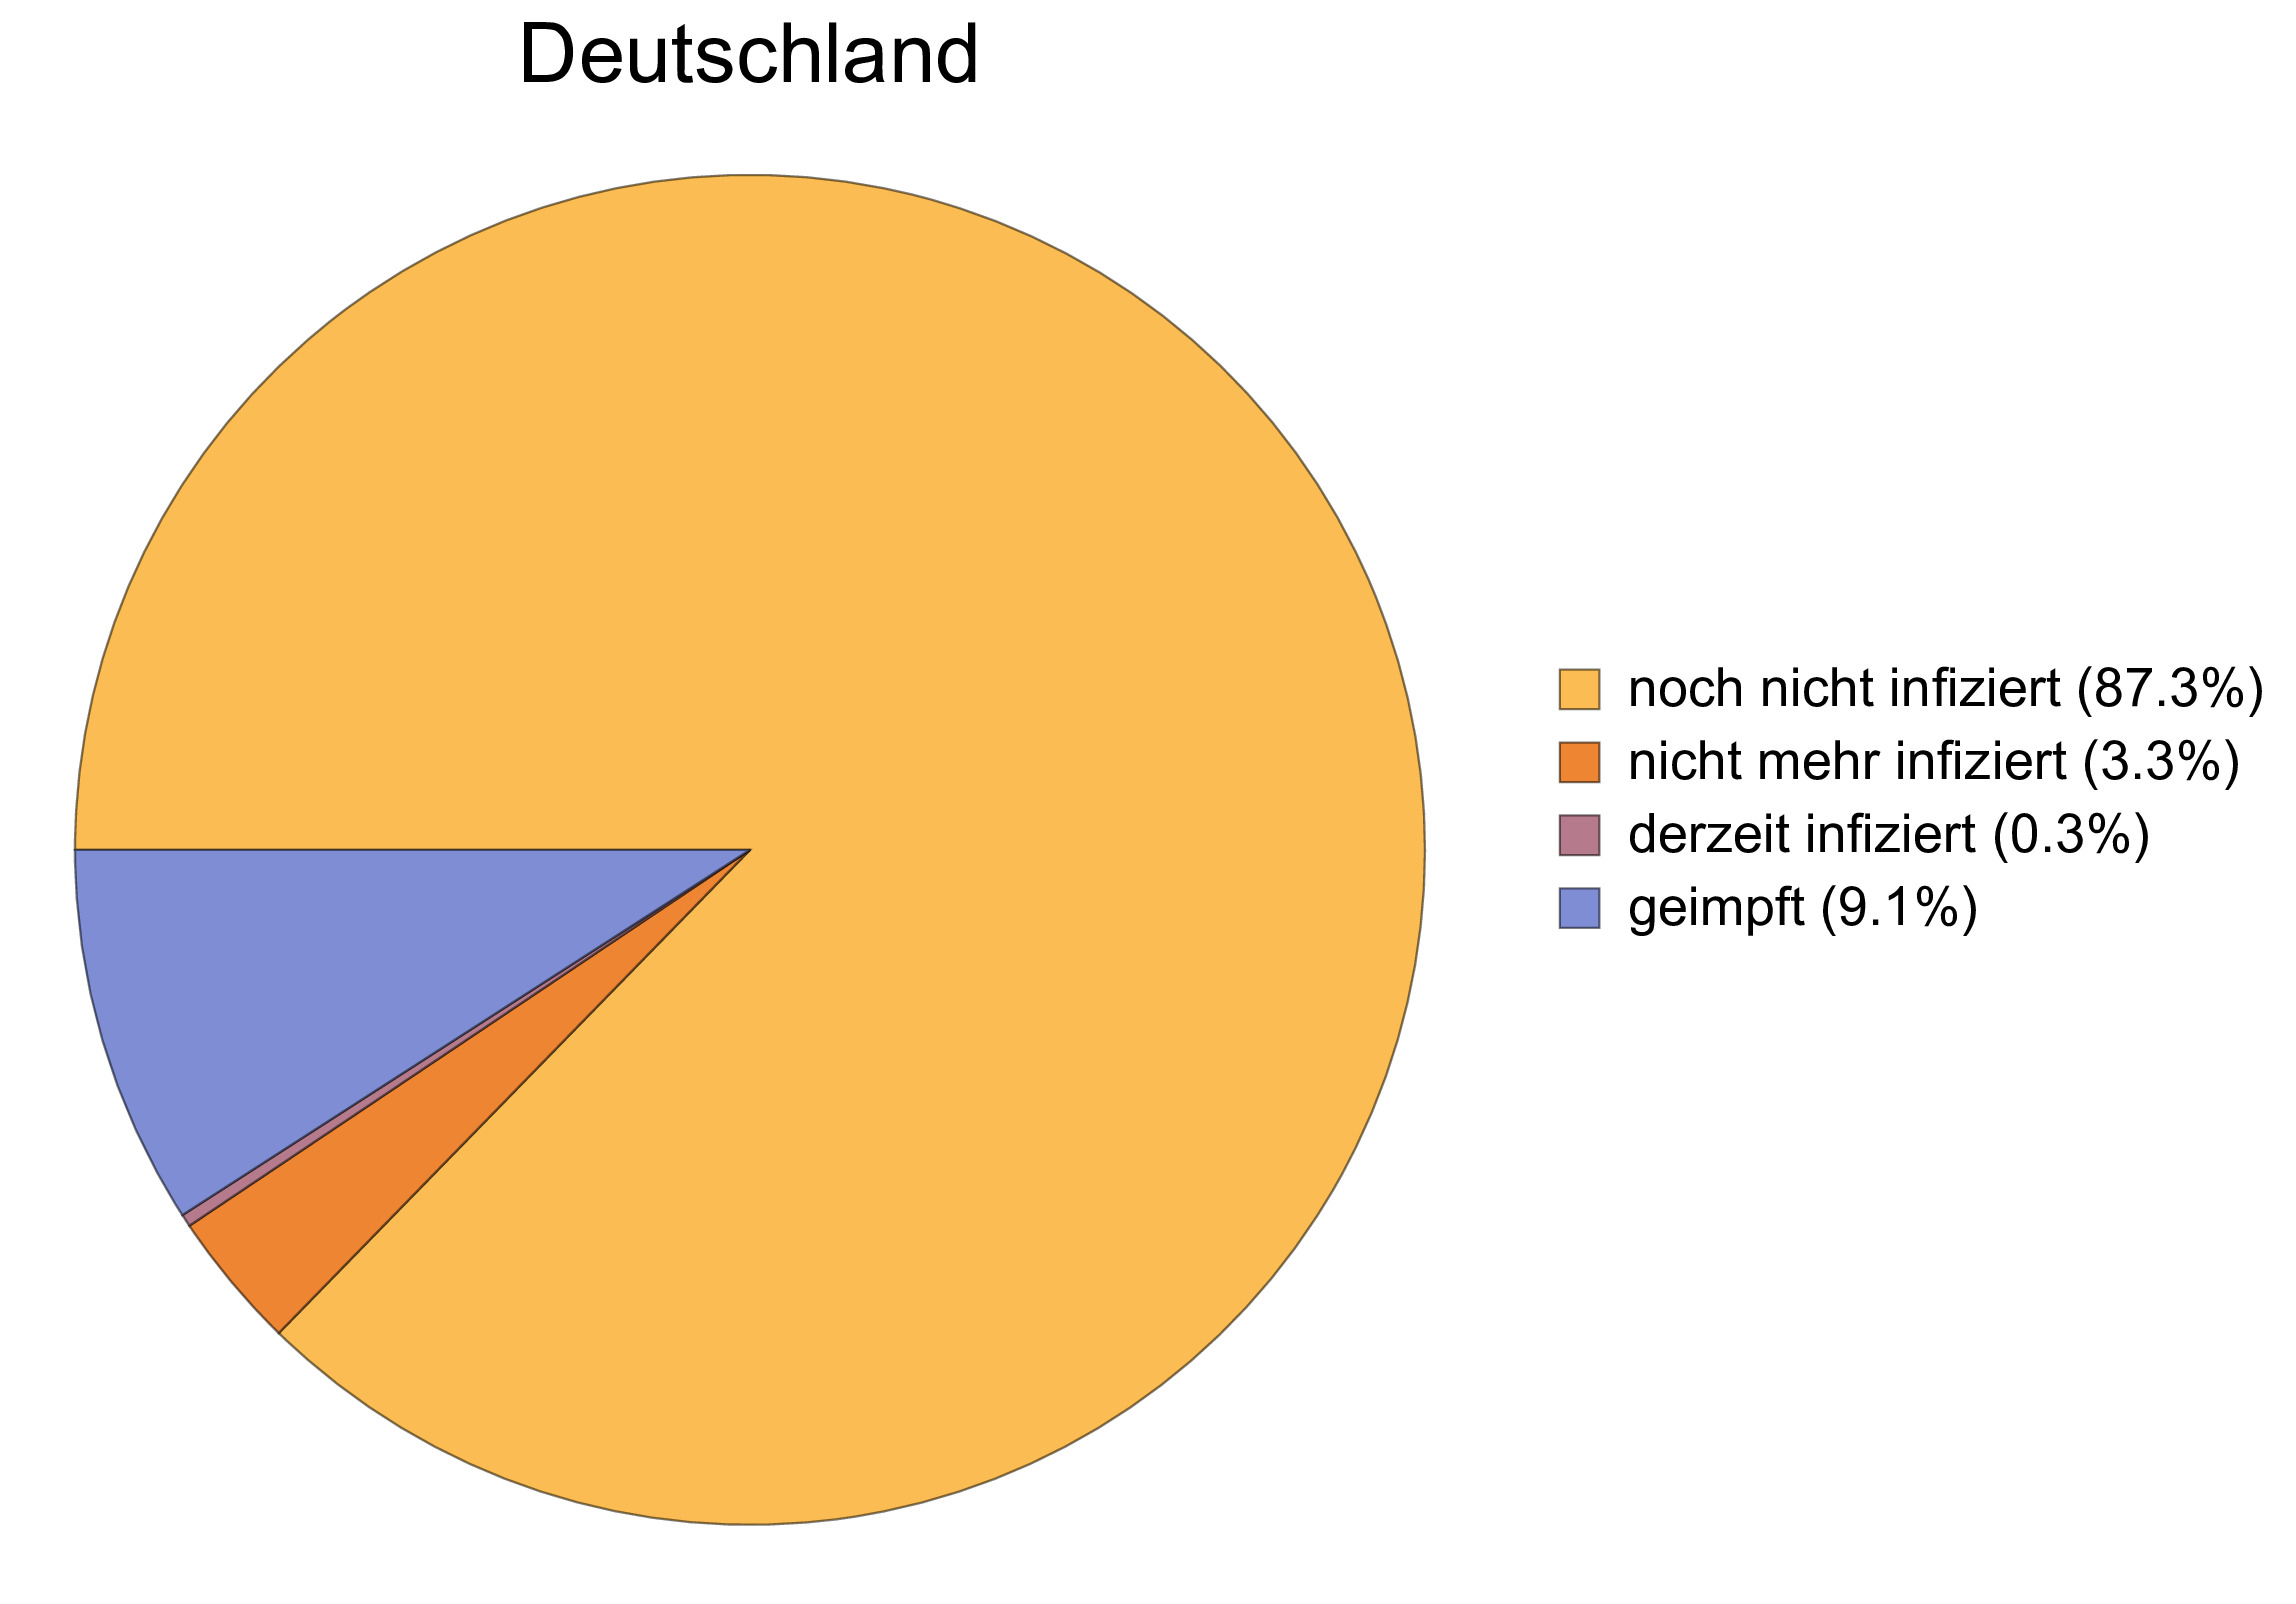 Deutschland
noch nicht infiziert (87.3%)
nicht mehr infiziert (3.3%)
derzeit infiziert (0.3%)
geimpft (9.1%)